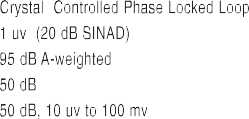 Crystal Controlled Phase Locked Loop
1 uv (20 dB SINAD)
95 dB A-weighted
50 dB
50 dB, 10 uv to 100 mv